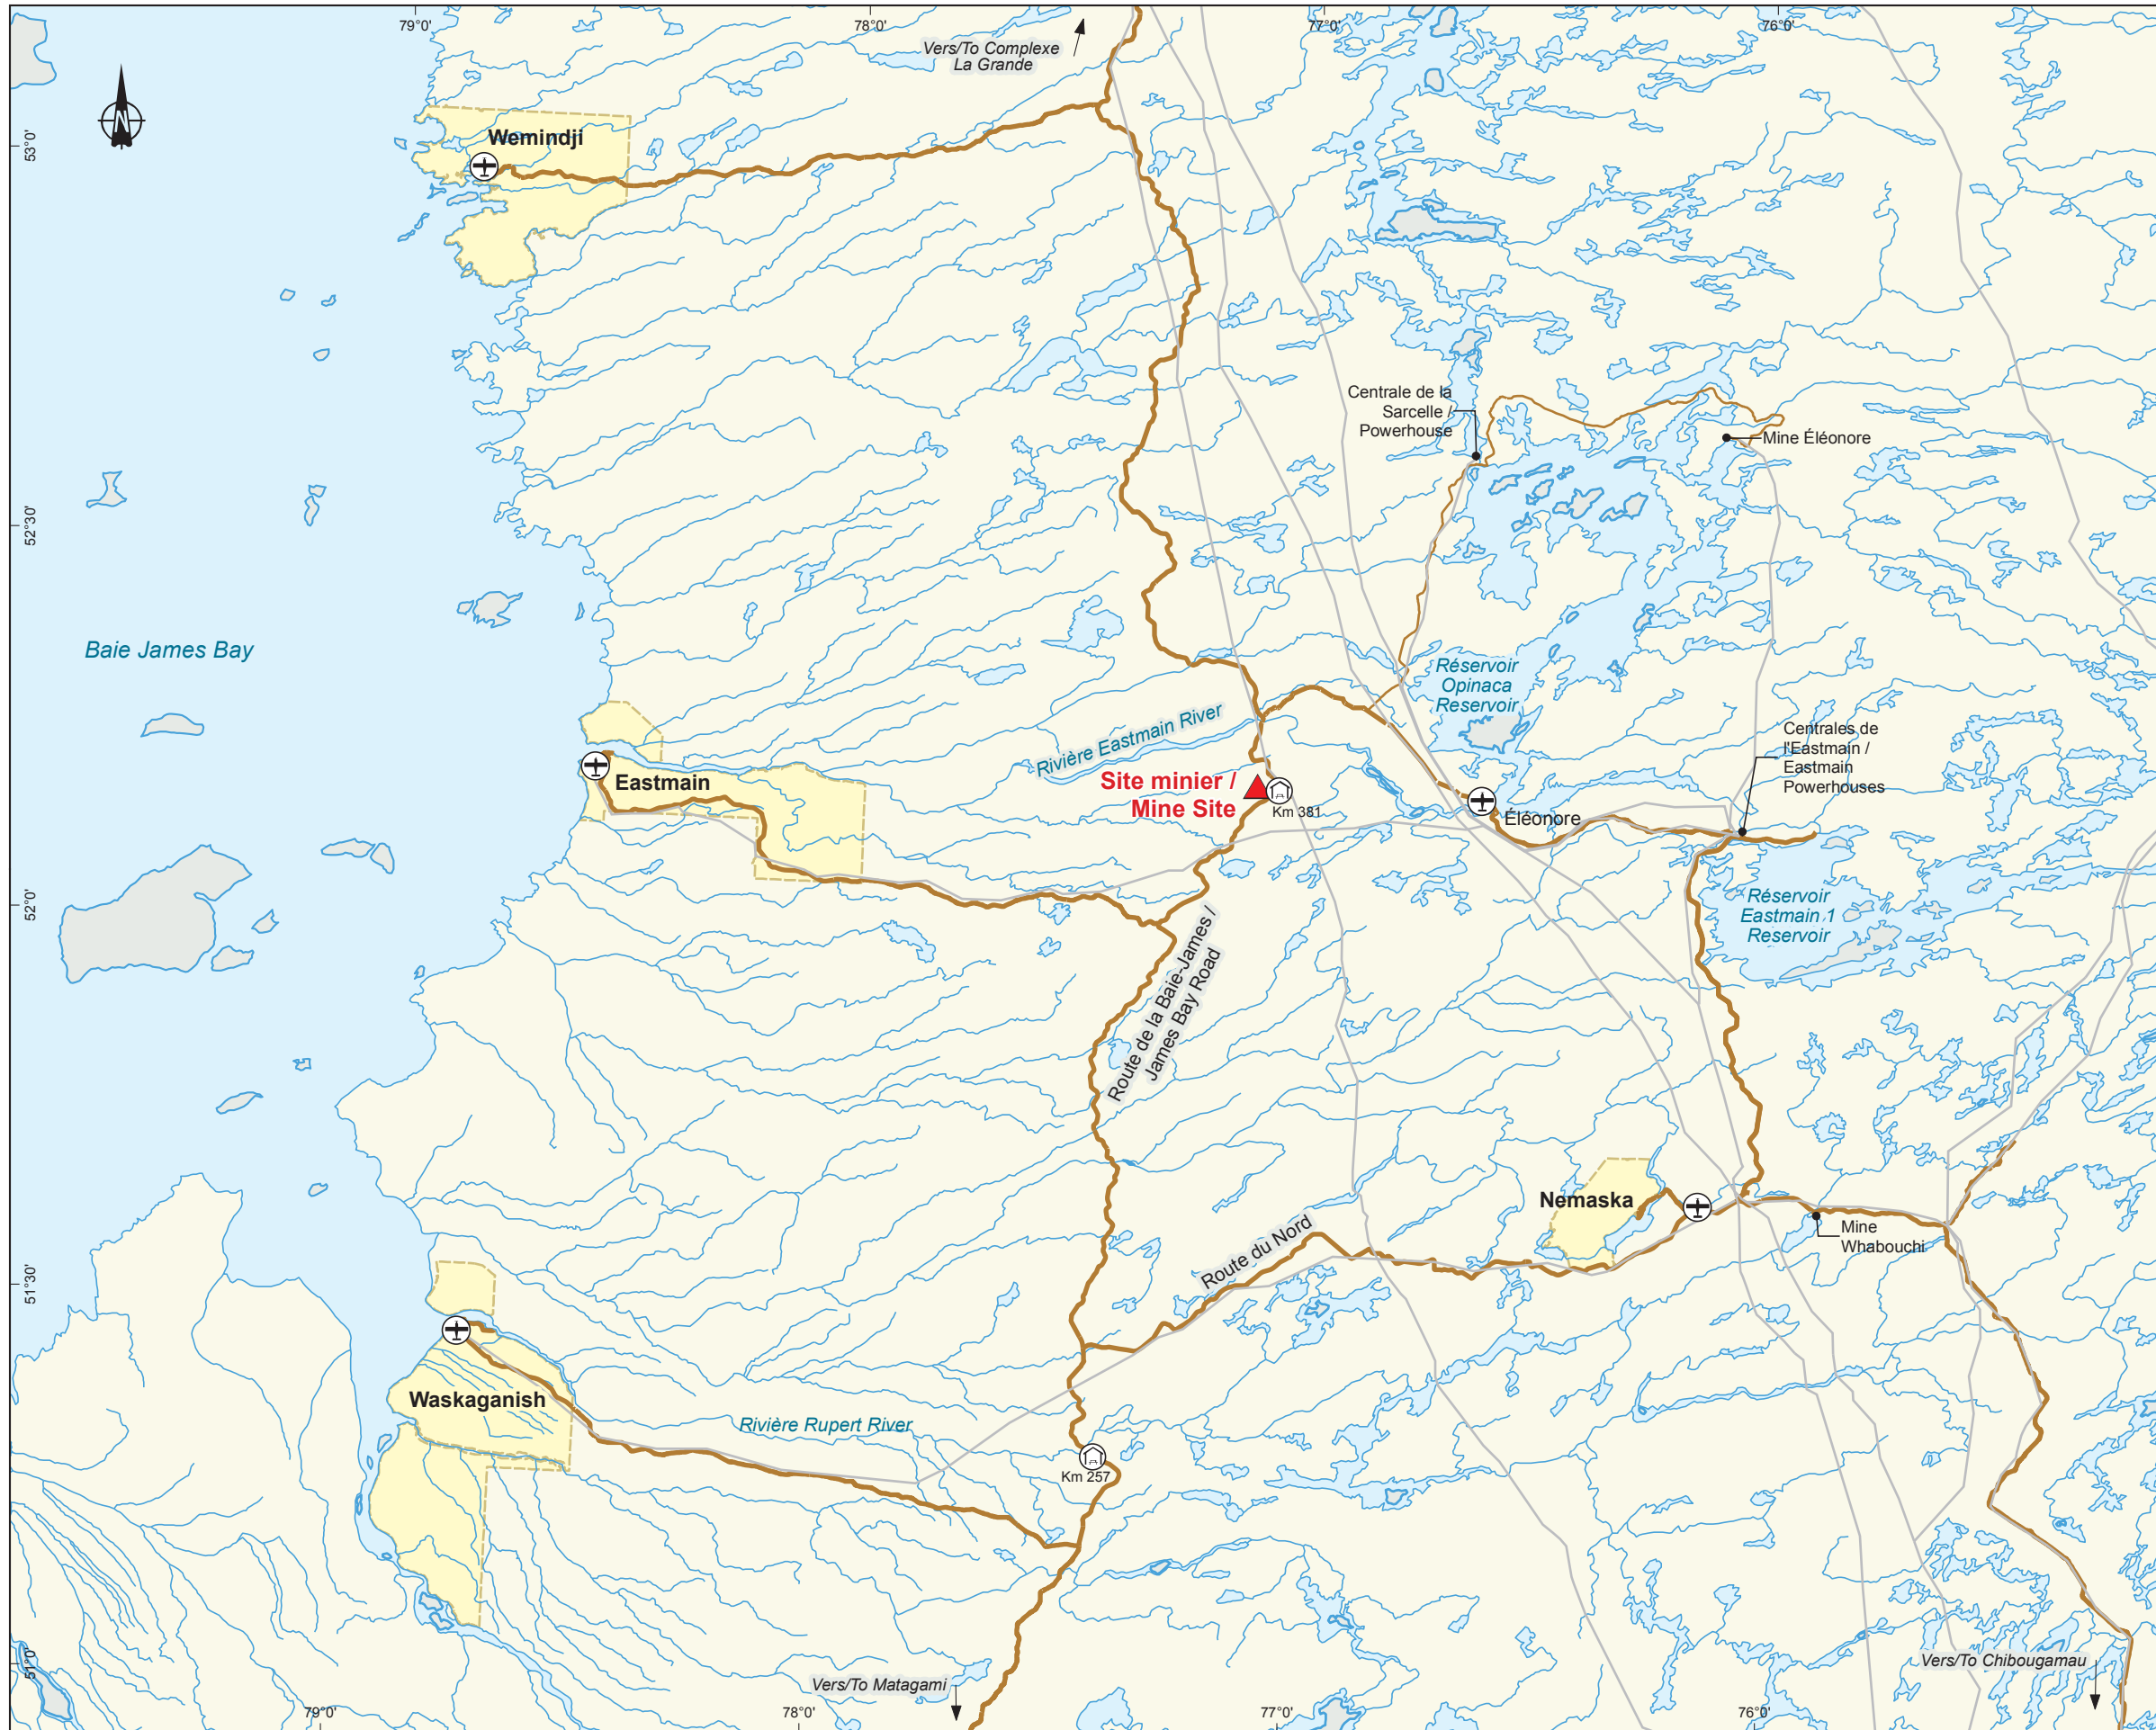 79°0'
78°0'
77°0'
76°0'
Vers/To Complexe
La Grande
N
Wemindji
53°0'
Centrale de la
Sarcelle /
Powerhouse
Mine Éléonore
52°30'
Baie James Bay
Réservoir
Opinaca
Reservoir
Rivière Eastmain River
Centrales de
l'Eastmain /
Eastmain
Powerhouses
Eastmain
Site minier /
Mine Site
Km 381
Éléonore
52°0'
Réservoir
Eastmain 1
Reservoir
Route de la Baie-James /
James Bay Road
Nemaska
Mine
Whabouchi
Route du Nord
51°30'
Waskaganish
Rivière Rupert River
Km 257
51°0'
Vers/To Matagami
Vers/To Chibougamau
79°0'
78°0'
77°0'
76°0'